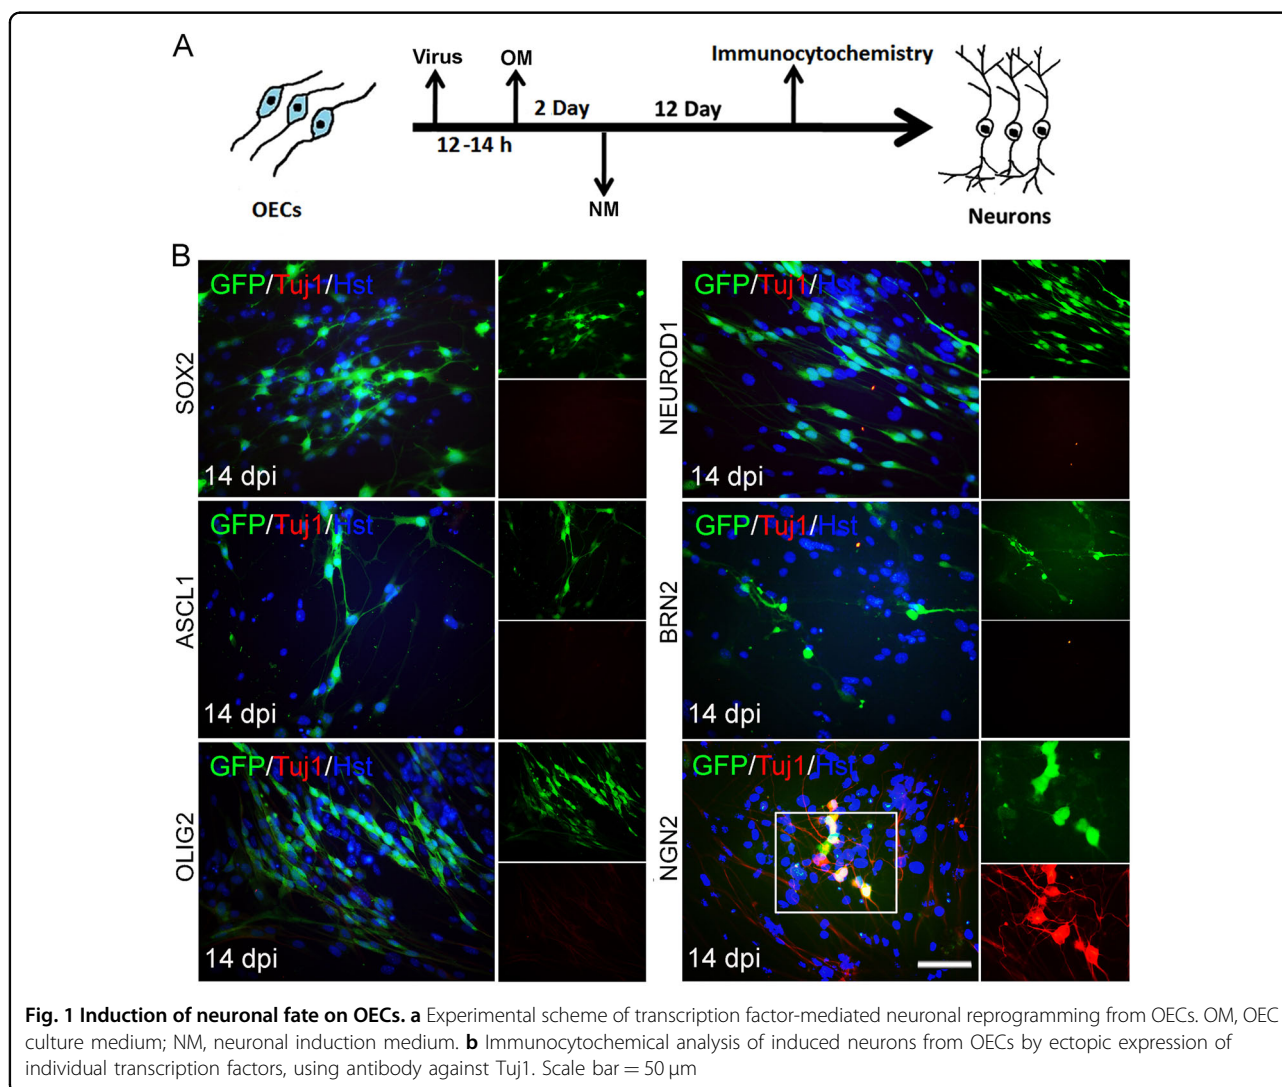 A
Virus
OM
Immunocytochemistry
2 Day
12 Day
12-14 h
NM
OECs
Neurons
B
SOX2
GFP/Tuj1/Hst
14 dpi
NEUROD1
GFP/Tuj1/Hst
14 dpi
ASCL1
GFP/Tuj1/Hst
14 dpi
BRN2
GFP/Tuj1/Hst
14 dpi
OLIG2
GFP/Tuj1/Hst
14 dpi
NGN2
GFP/Tuj1/Hst
14 dpi
Fig. 1 Induction of neuronal fate on OECs. a Experimental scheme of transcription factor-mediated neuronal reprogramming from OECs. OM, OEC
culture medium; NM, neuronal induction medium. b Immunocytochemical analysis of induced neurons from OECs by ectopic expression of
individual transcription factors, using antibody against Tuj1. Scale bar = 50 μm